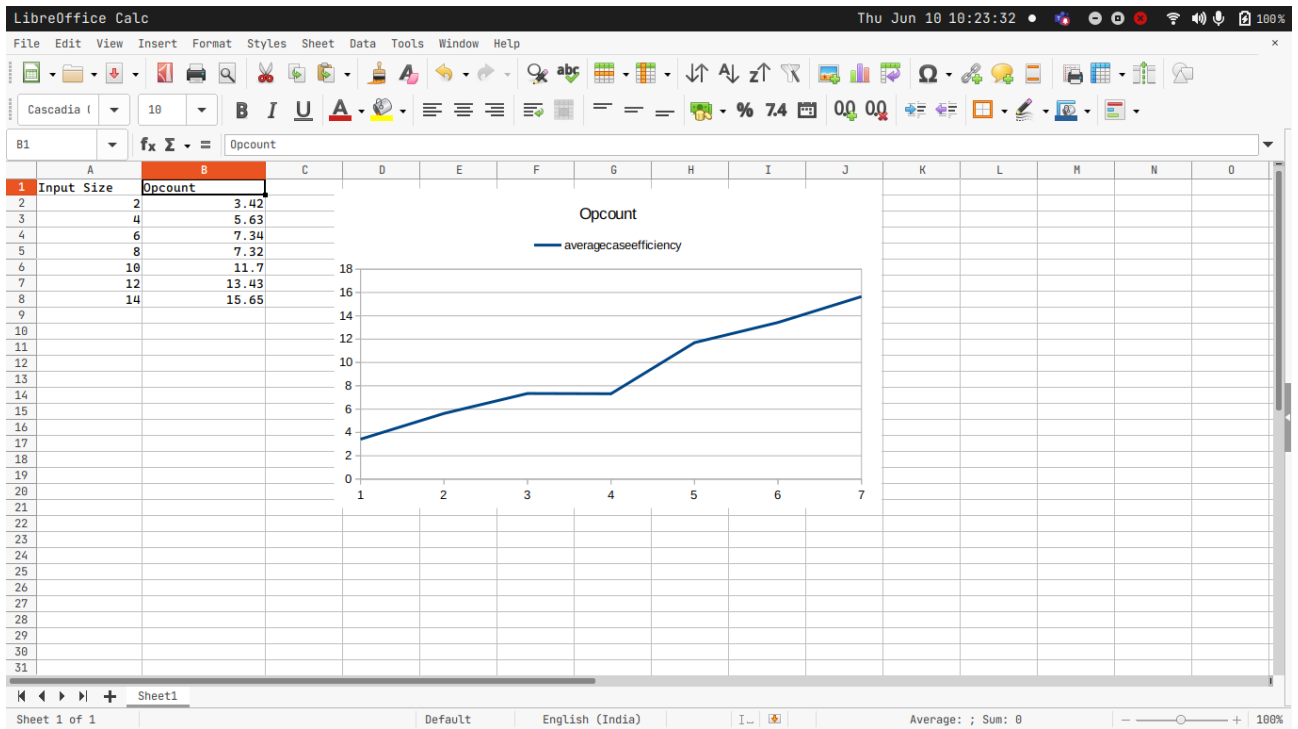 LibreOffice Calc Thu Jun 10 10:23:32 100%
File Edit View Insert Format Styles Sheet Data Tools Window Help ×
Cascadia ( 10 B I U A % 7.4
B1 fx Σ = Opcount
A B C D E F G H I J K L M N O
1 Input Size Opcount
2 2 3.42
3 4 5.63
4 6 7.34
5 8 7.32
6 10 11.7
7 12 13.43
8 14 15.65
9
10
11
12
13
14
15
16
17
18
19
20
21
22
23
24
25
26
27
28
29
30
31
Opcount
averagecaseefficiency
18
16
14
12
10
8
6
4
2
0
1 2 3 4 5 6 7
Sheet1
Sheet 1 of 1 Default English (India) Average: ; Sum: 0 100%